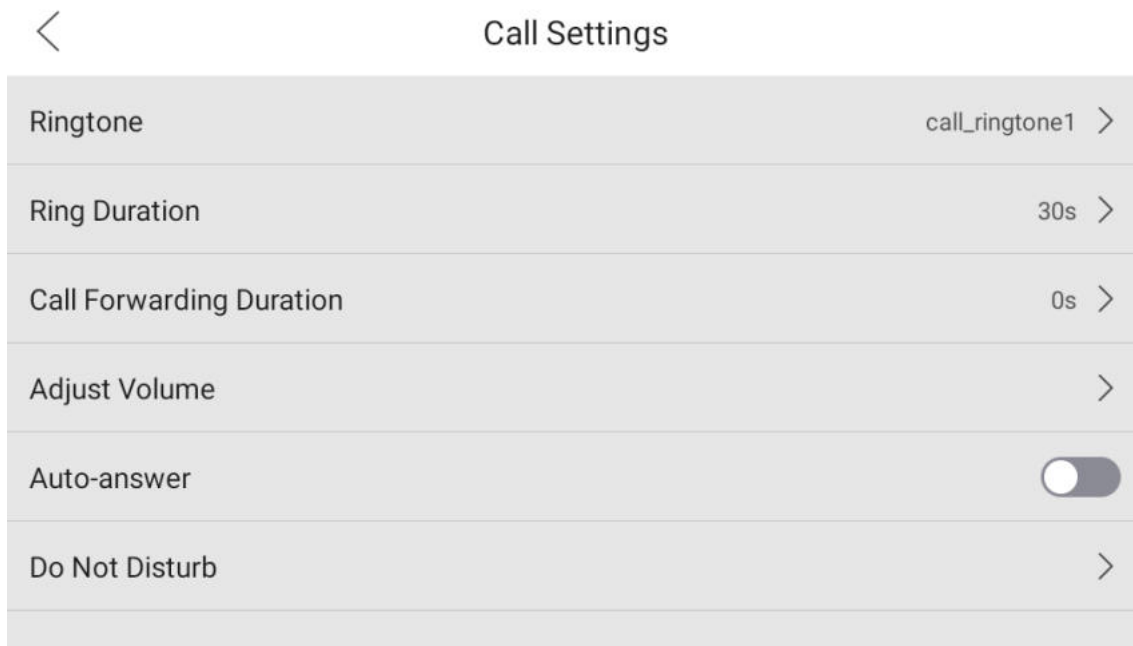 Call Settings
Ringtone call_ringtone1
Ring Duration 30s
Call Forwarding Duration 0s
Adjust Volume
Auto-answer
Do Not Disturb